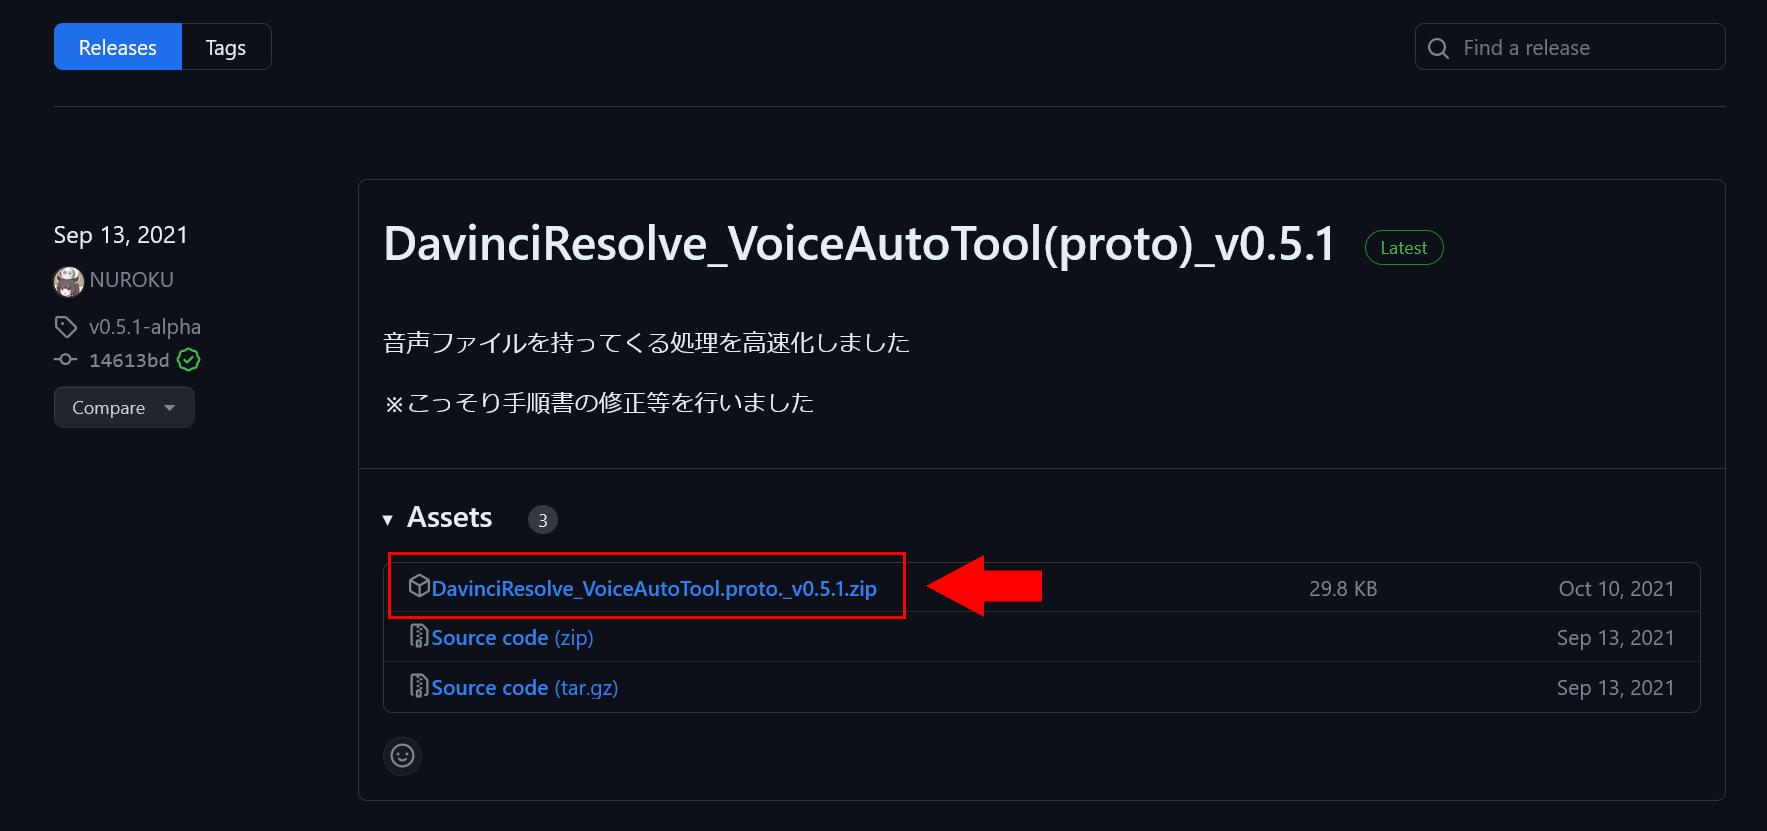 Releases
Tags
Find a release
Sep 13, 2021
NUROKU
v0.5.1-alpha
14613bd
Compare
DavinciResolve_VoiceAutoTool(proto)_v0.5.1
Latest
音声ファイルを持ってくる処理を高速化しました
※こっそり手順書の修正等を行いました
Assets 3
DavinciResolve_VoiceAutoTool.proto._v0.5.1.zip 29.8 KB Oct 10, 2021
Source code (zip) Sep 13, 2021
Source code (tar.gz) Sep 13, 2021